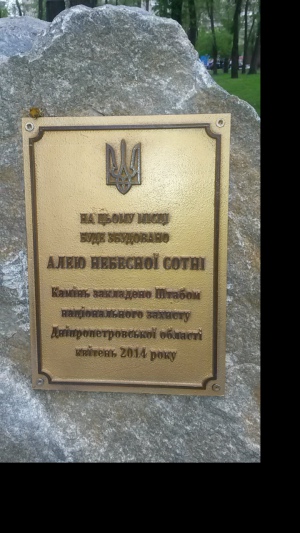 НА ЦЬОМУ МІСЦІ
БУДЕ ЗБУДОВАНО
АЛЕЮ НЕБЕСНОЇ СОТНІ
Камінь закладено Штабом
національного захисту
Дніпропетровської області
квітень 2014 року